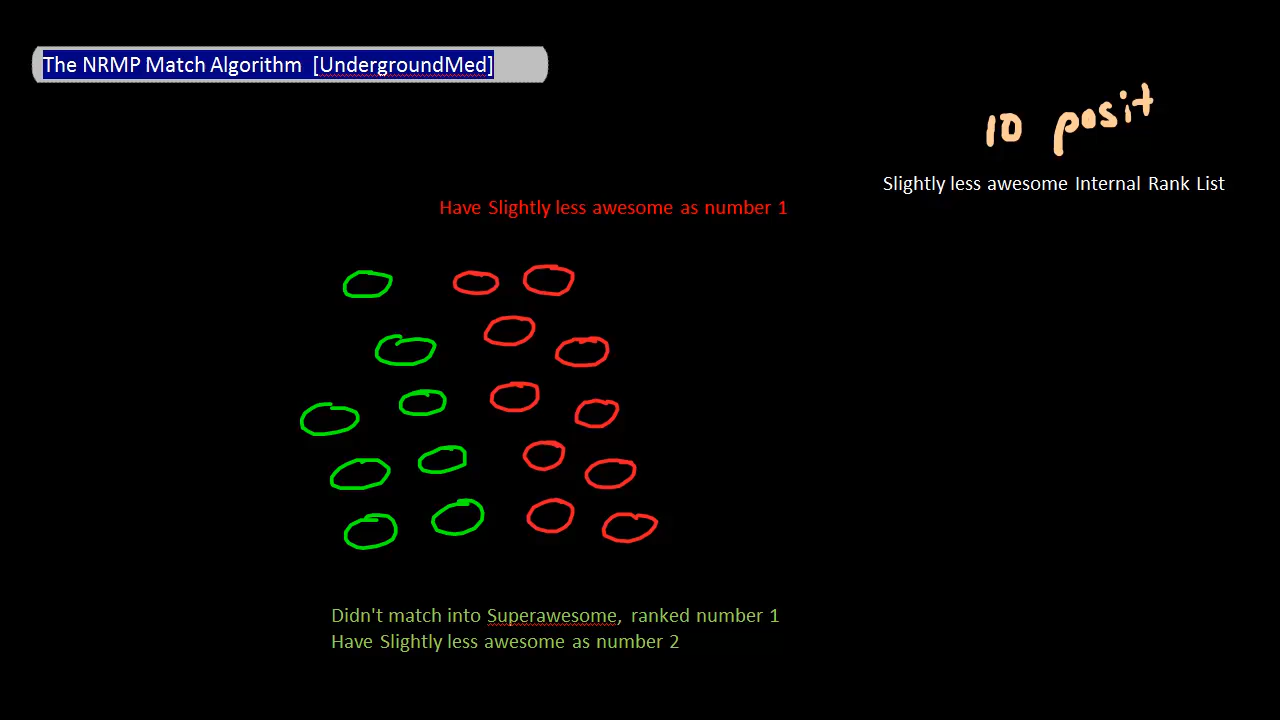 The NRMP Match Algorithm [UndergroundMed]
10 posit
Slightly less awesome Internal Rank List
Have Slightly less awesome as number 1
Didn't match into Superawesome, ranked number 1
Have Slightly less awesome as number 2